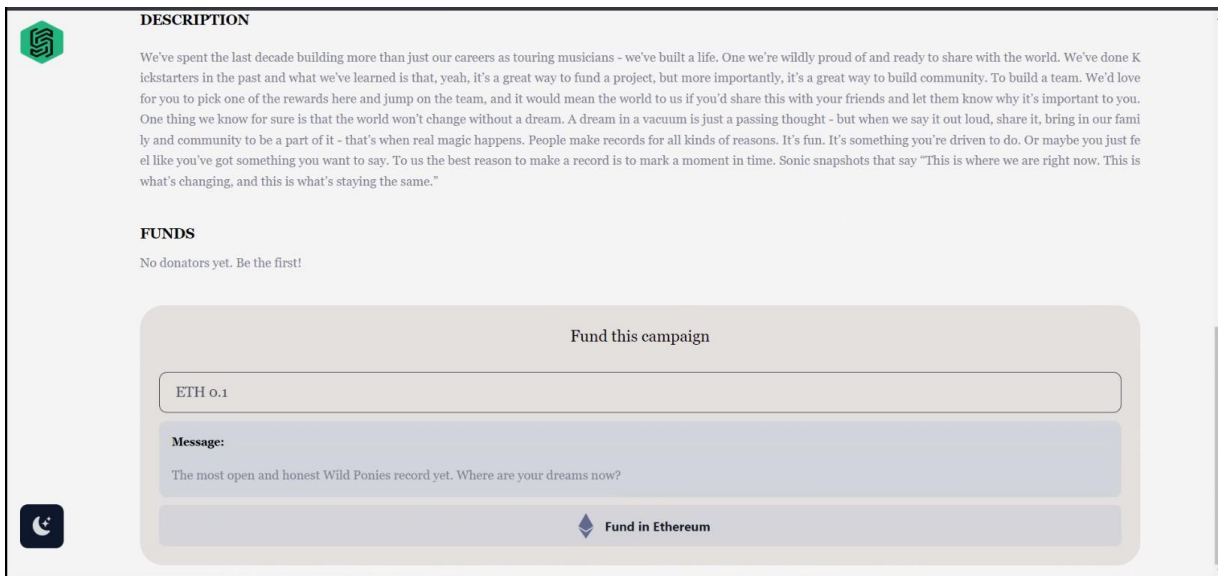 DESCRIPTION
We've spent the last decade building more than just our careers as touring musicians - we've built a life. One we're wildly proud of and ready to share with the world. We've done K
ickstarters in the past and what we've learned is that, yeah, it's a great way to fund a project, but more importantly, it's a great way to build community. To build a team. We'd love
for you to pick one of the rewards here and jump on the team, and it would mean the world to us if you'd share this with your friends and let them know why it's important to you.
One thing we know for sure is that the world won't change without a dream. A dream in a vacuum is just a passing thought - but when we say it out loud, share it, bring in our fami
ly and community to be a part of it - that's when real magic happens. People make records for all kinds of reasons. It's fun. It's something you're driven to do. Or maybe you just fe
el like you've got something you want to say. To us the best reason to make a record is to mark a moment in time. Sonic snapshots that say “This is where we are right now. This is
what's changing, and this is what's staying the same.”
FUNDS
No donators yet. Be the first!
Fund this campaign
ETH 0.1
Message:
The most open and honest Wild Ponies record yet. Where are your dreams now?
Fund in Ethereum